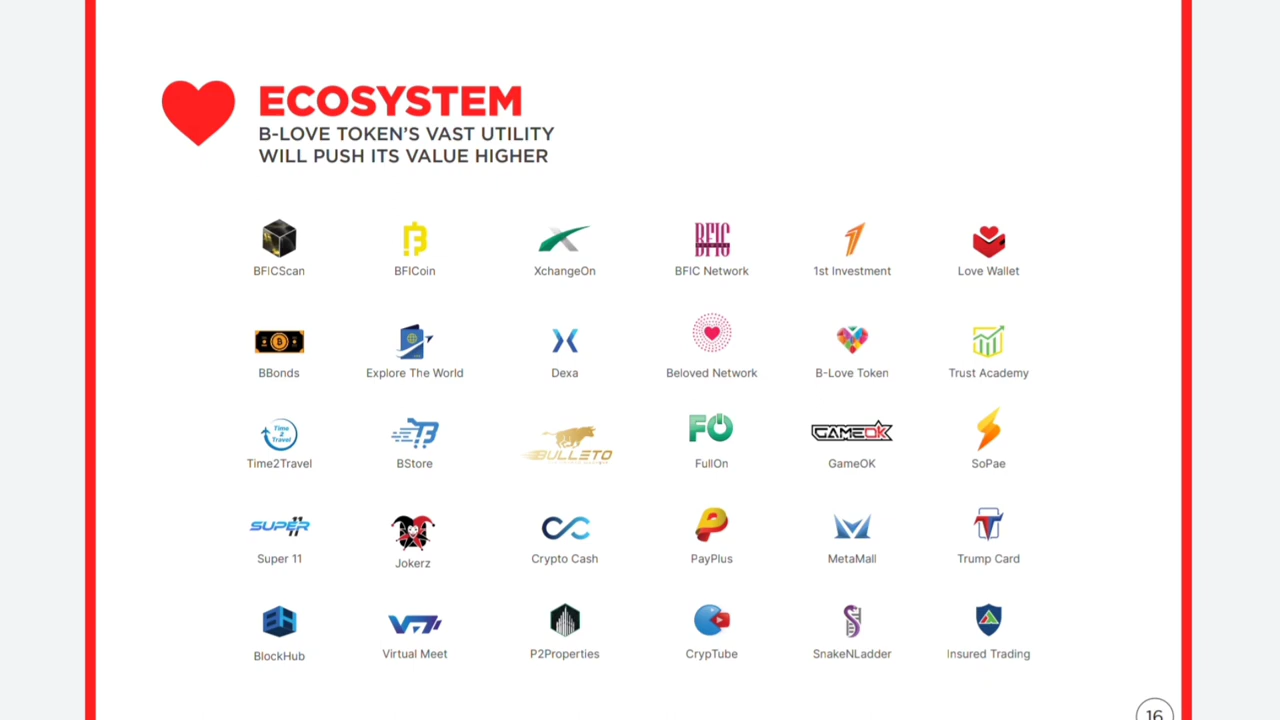 ECOSYSTEM
B-LOVE TOKEN'S VAST UTILITY
WILL PUSH ITS VALUE HIGHER
BFIC
BFICScan
BFICoin
XchangeOn
BFIC Network
1st Investment
Love Wallet
BBonds
Explore The World
Dexa
Beloved Network
B-Love Token
Trust Academy
Time
2
Travel
BULLETO
FO
GAMEOK
Time2Travel
BStore
FullOn
GameOK
SoPae
SUPER 11
Super 11
Jokerz
Crypto Cash
PayPlus
MetaMall
Trump Card
BlockHub
Virtual Meet
P2Properties
CrypTube
SnakeNLadder
Insured Trading
16